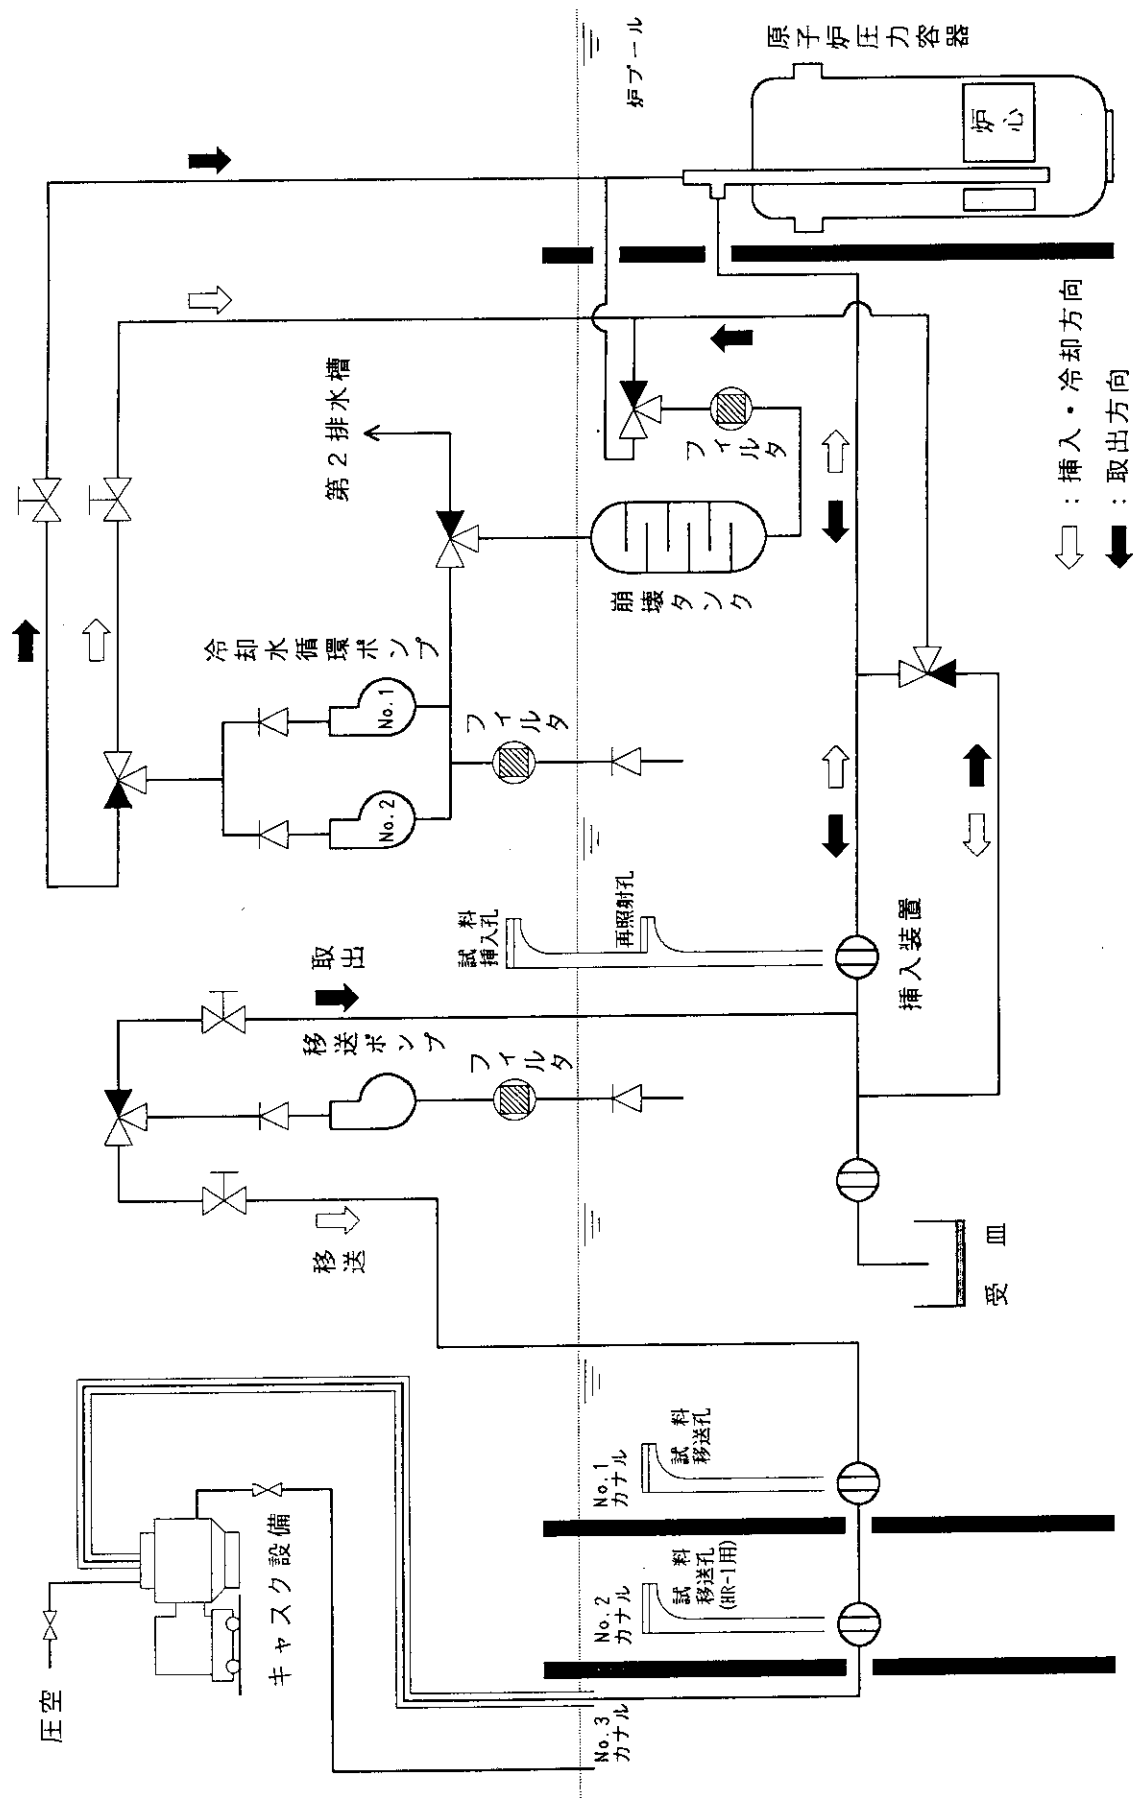 圧空
キャスク設備
No.3
カナル
No.2
カナル
試料
移送孔
(HR-1用)
No.1
カナル
試料
移送孔
移送
移送ポンプ
取出
フィルタ
受皿
試料
挿入孔
再照射孔
挿入装置
冷却水循環ポンプ
No.2
No.1
フィルタ
第2排水槽
崩壊タンク
フィルタ
炉プール
原子炉圧力容器
炉心
：挿入・冷却方向
：取出方向